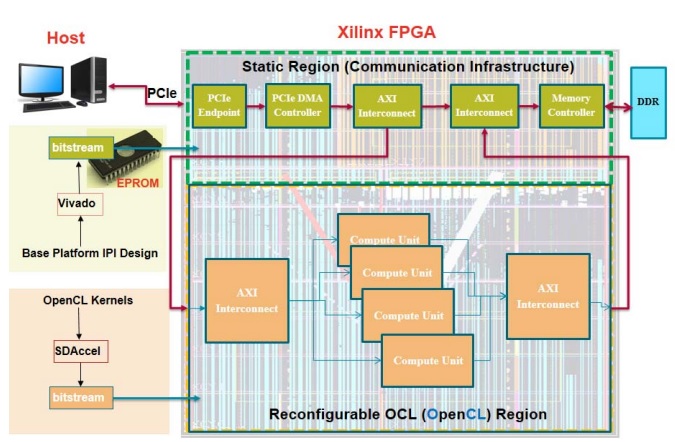 Host
Xilinx FPGA
Static Region (Communication Infrastructure)
PCIe
PCIe
Endpoint
PCIe DMA
Controller
AXI
Interconnect
AXI
Interconnect
Memory
Controller
DDR
bitstream
EPROM
Vivado
Base Platform IPI Design
OpenCL Kernels
SDAccel
bitstream
AXI
Interconnect
Compute Unit
Compute Unit
Compute Unit
Compute Unit
AXI
Interconnect
Reconfigurable OCL (OpenCL) Region